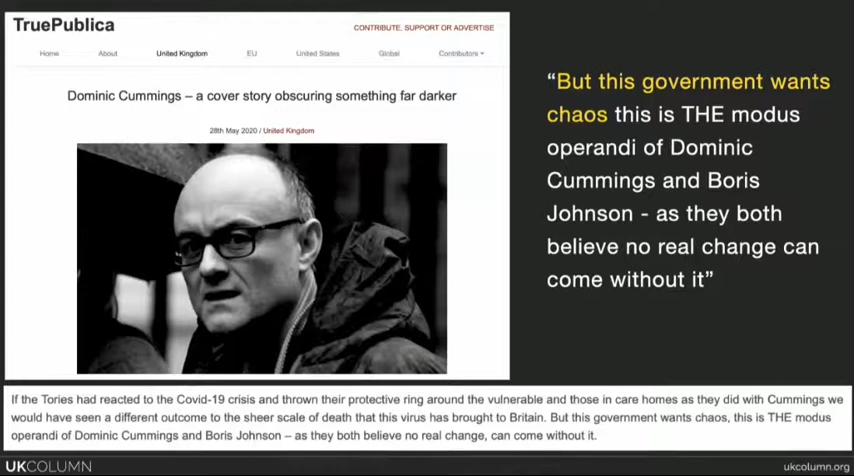 TruePublica
CONTRIBUTE, SUPPORT OR ADVERTISE
Home About United Kingdom EU United States Global Contributors
Dominic Cummings – a cover story obscuring something far darker
28th May 2020 / United Kingdom
“But this government wants
chaos this is THE modus
operandi of Dominic
Cummings and Boris
Johnson - as they both
believe no real change can
come without it”
If the Tories had reacted to the Covid-19 crisis and thrown their protective ring around the vulnerable and those in care homes as they did with Cummings we
would have seen a different outcome to the sheer scale of death that this virus has brought to Britain. But this government wants chaos, this is THE modus
operandi of Dominic Cummings and Boris Johnson – as they both believe no real change, can come without it.
UKCOLUMN
ukcolumn.org